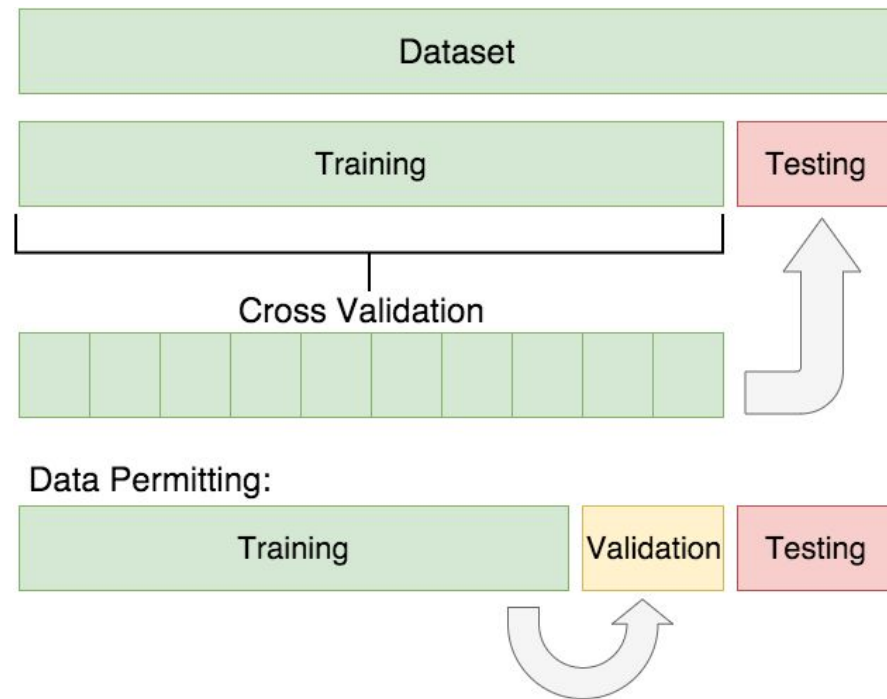 Dataset
Training
Testing
Cross Validation
Data Permitting:
Training
Validation
Testing